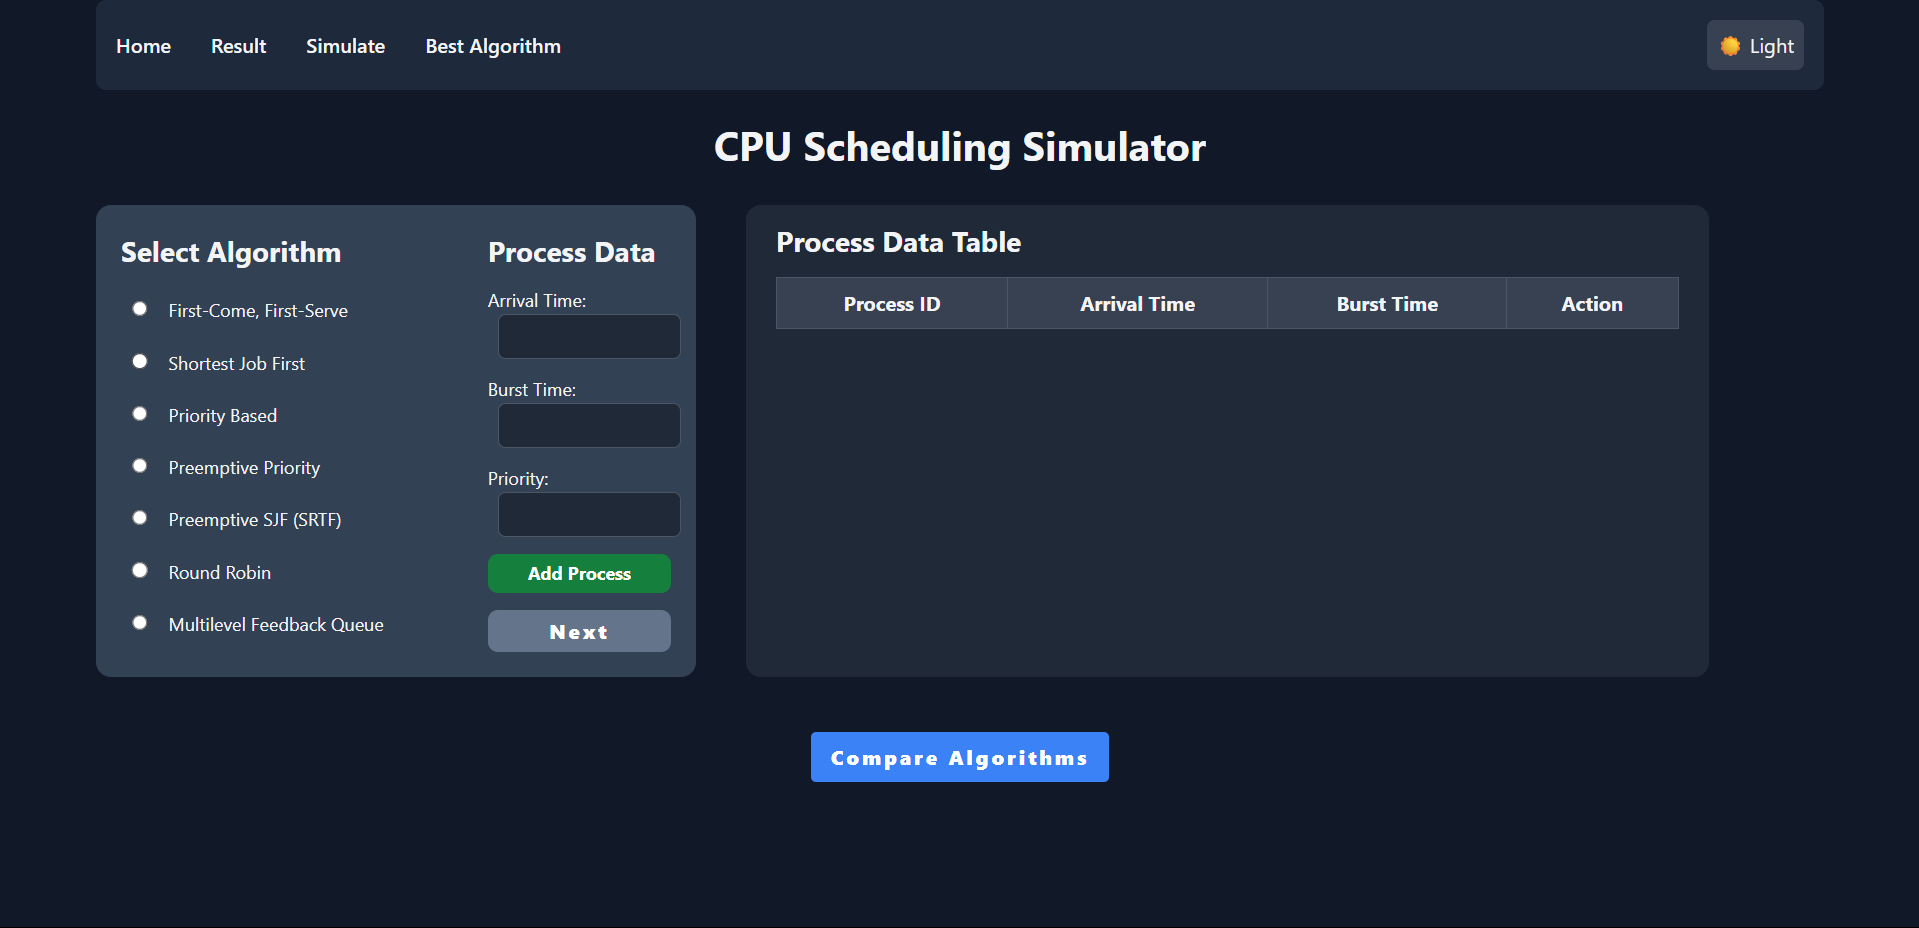 Home Result Simulate Best Algorithm Light
CPU Scheduling Simulator
Select Algorithm
First-Come, First-Serve
Shortest Job First
Priority Based
Preemptive Priority
Preemptive SJF (SRTF)
Round Robin
Multilevel Feedback Queue
Process Data
Arrival Time:
Burst Time:
Priority:
Add Process
Next
Process Data Table
Process ID Arrival Time Burst Time Action
Compare Algorithms